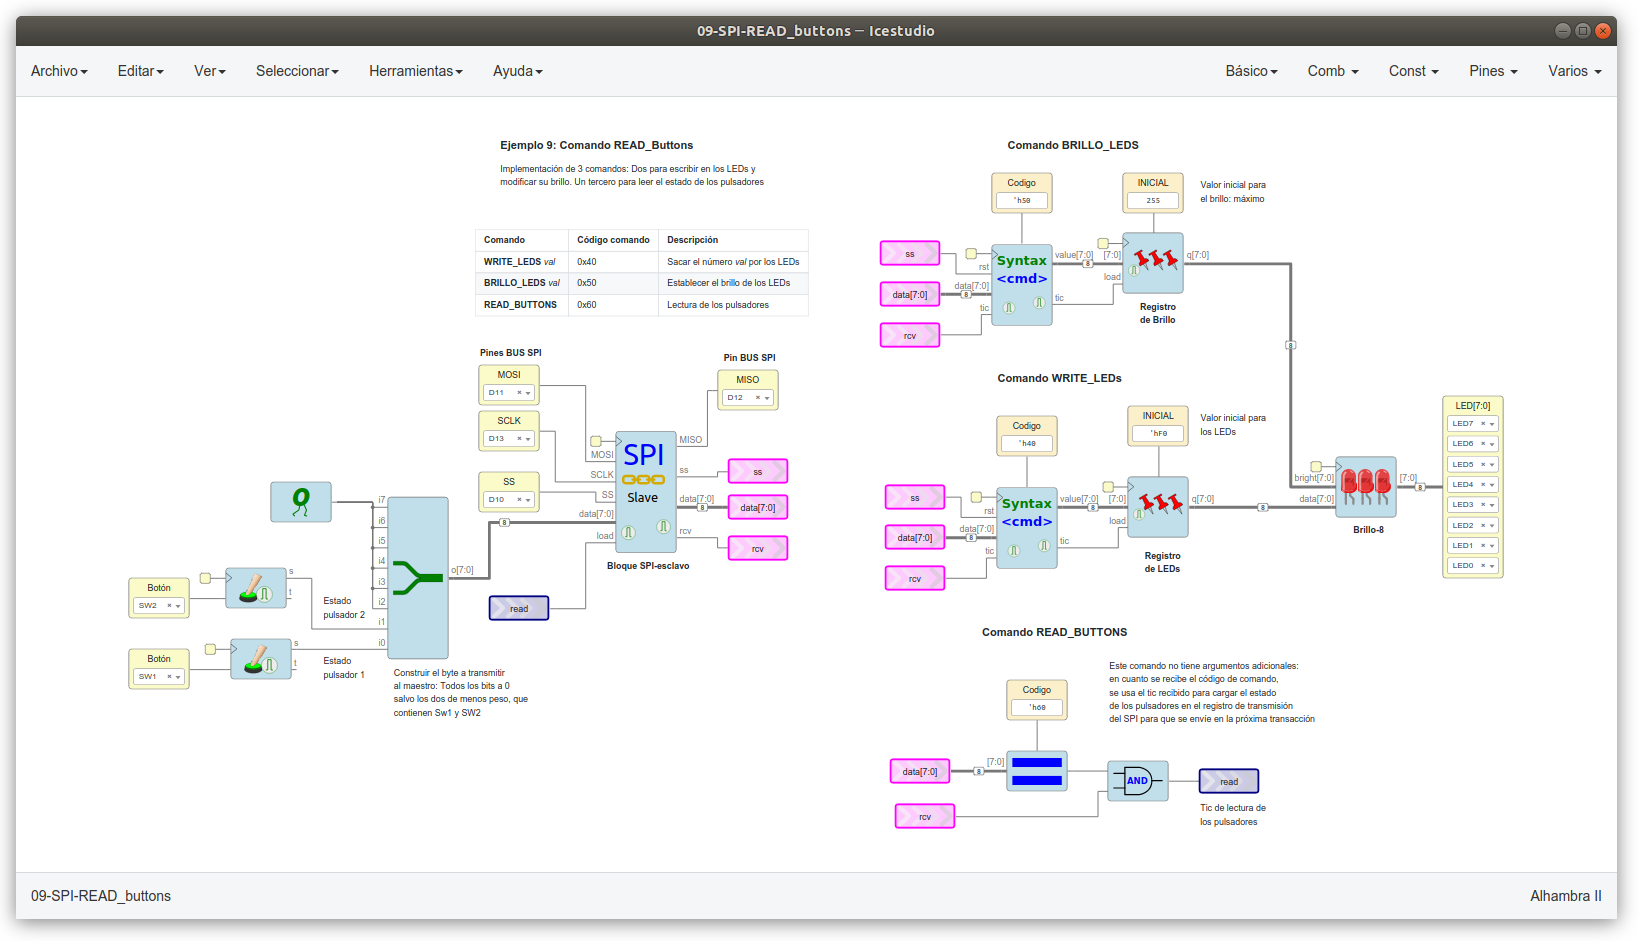 09-SPI-READ_buttons — Icestudio
Archivo Editar Ver Seleccionar Herramientas Ayuda Básico Comb Const Pines Varios
Ejemplo 9: Comando READ_Buttons
Implementación de 3 comandos: Dos para escribir en los LEDs y
modificar su brillo. Un tercero para leer el estado de los pulsadores
Comando Código comando Descripción
WRITE_LEDS val 0x40 Sacar el número val por los LEDs
BRILLO_LEDS val 0x50 Establecer el brillo de los LEDs
READ_BUTTONS 0x60 Lectura de los pulsadores
Pines BUS SPI
MOSI
D11 ×
SCLK
D13 ×
SS
D10 ×
Pin BUS SPI
MISO
D12 ×
MOSI
SCLK
SS
data[7:0]
load
SPI
Slave
MISO
ss
data[7:0]
8
rcv
ss
data[7:0]
rcv
Bloque SPI-esclavo
read
8
0
i7
i6
i5
i4
i3
i2
i1
i0
o[7:0]
Botón
SW2 ×
s
t
Estado
pulsador 2
Botón
SW1 ×
s
t
Estado
pulsador 1
Construir el byte a transmitir
al maestro: Todos los bits a 0
salvo los dos de menos peso, que
contienen Sw1 y SW2
Comando BRILLO_LEDS
Codigo
'h50
INICIAL
255
Valor inicial para
el brillo: máximo
ss
data[7:0]
rcv
8
rst
data[7:0]
tic
Syntax
<cmd>
value[7:0]
8
tic
[7:0]
load
q[7:0]
Registro
de Brillo
8
Comando WRITE_LEDs
Codigo
'h40
INICIAL
'hF0
Valor inicial para
los LEDs
ss
data[7:0]
rcv
8
rst
data[7:0]
tic
Syntax
<cmd>
value[7:0]
8
tic
[7:0]
load
q[7:0]
8
Registro
de LEDs
bright[7:0]
data[7:0]
[7:0]
8
Brillo-8
LED[7:0]
LED7 ×
LED6 ×
LED5 ×
LED4 ×
LED3 ×
LED2 ×
LED1 ×
LED0 ×
Comando READ_BUTTONS
Este comando no tiene argumentos adicionales:
en cuanto se recibe el código de comando,
se usa el tic recibido para cargar el estado
de los pulsadores en el registro de transmisión
del SPI para que se envíe en la próxima transacción
Codigo
'h60
data[7:0]
8
[7:0]
rcv
AND
read
Tic de lectura de
los pulsadores
09-SPI-READ_buttons Alhambra II